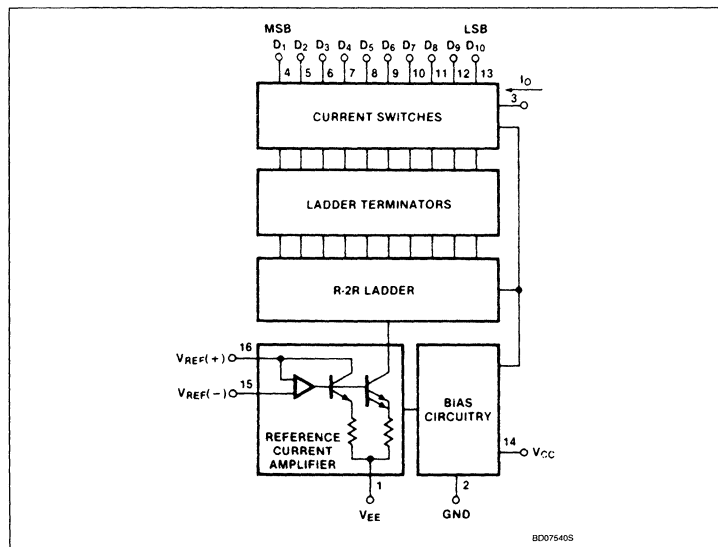 MSB LSB
D1 D2 D3 D4 D5 D6 D7 D8 D9 D10
4 5 6 7 8 9 10 11 12 13
IO
3
CURRENT SWITCHES
LADDER TERMINATORS
R-2R LADDER
16
VREF(+)
15
VREF(−)
REFERENCE
CURRENT
AMPLIFIER
BIAS
CIRCUITRY
14
VCC
1
2
VEE
GND
BD07540S